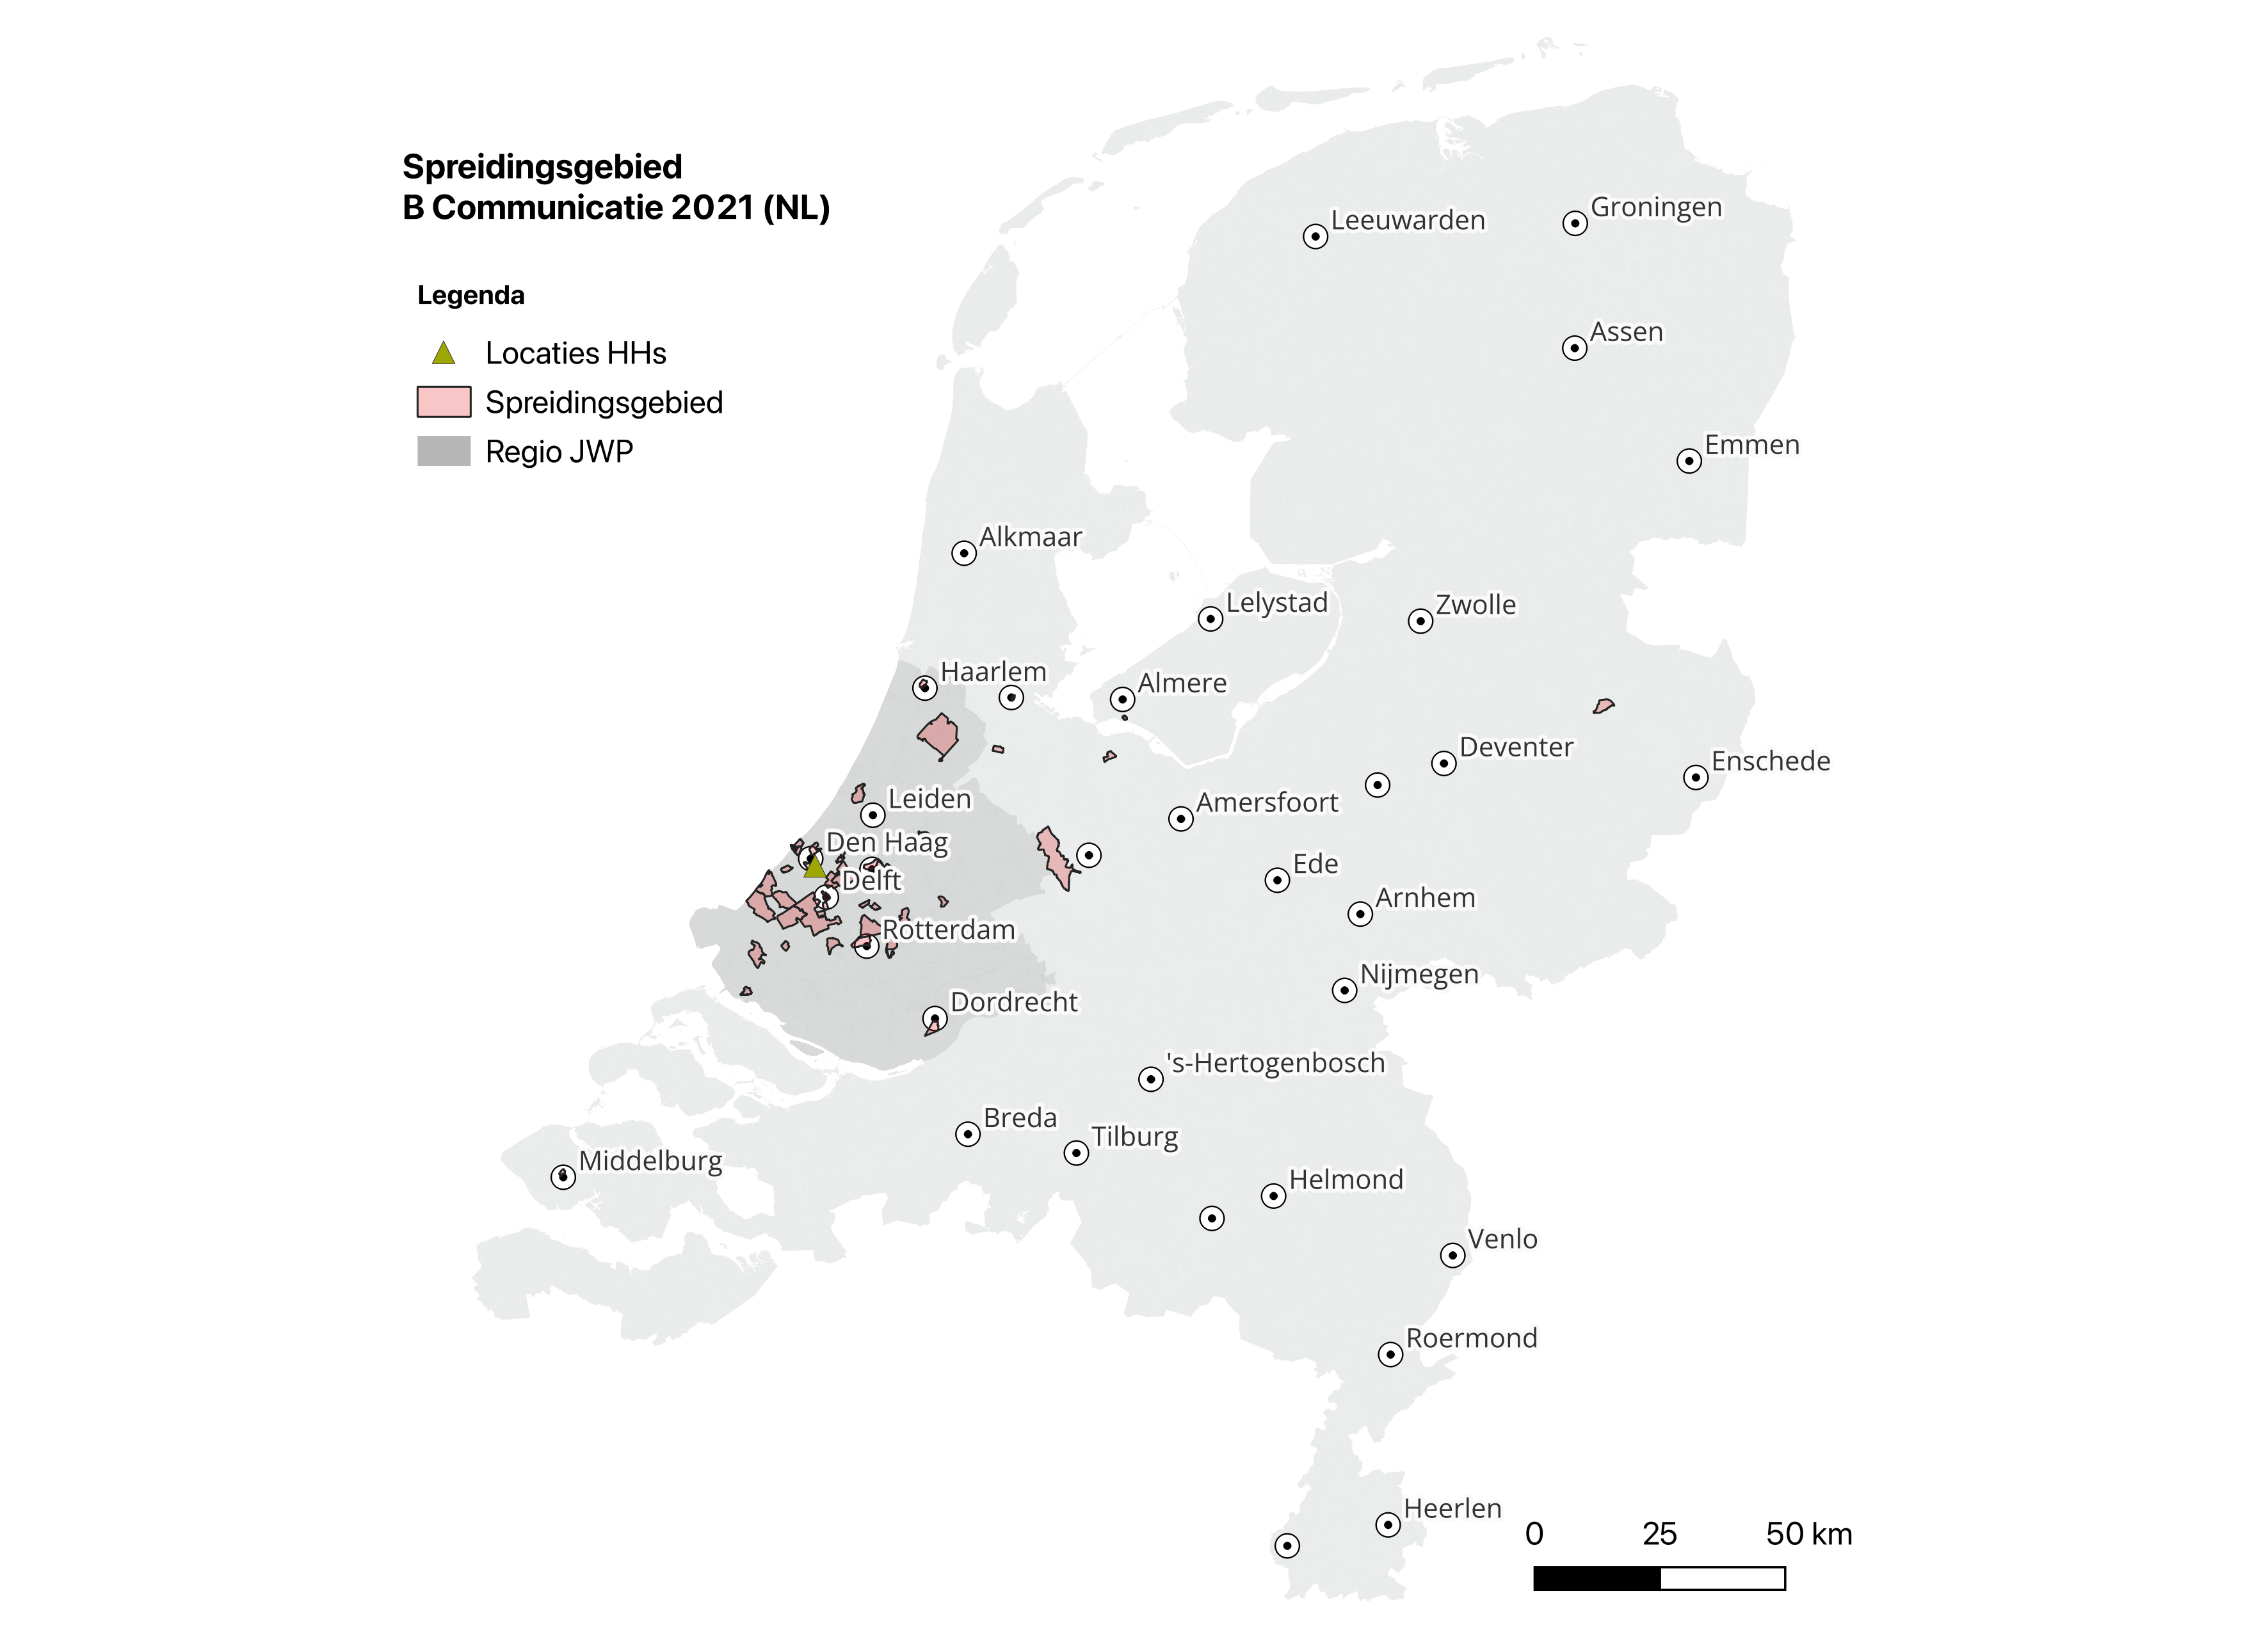 Spreidingsgebied
B Communicatie 2021 (NL)
Legenda
Locaties HHs
Spreidingsgebied
Regio JWP
Leeuwarden
Groningen
Assen
Emmen
Alkmaar
Lelystad
Zwolle
Haarlem
Almere
Deventer
Enschede
Leiden
Amersfoort
Den Haag
Ede
Delft
Arnhem
Rotterdam
Nijmegen
Dordrecht
's-Hertogenbosch
Breda
Tilburg
Middelburg
Helmond
Venlo
Roermond
Heerlen
0 25 50 km